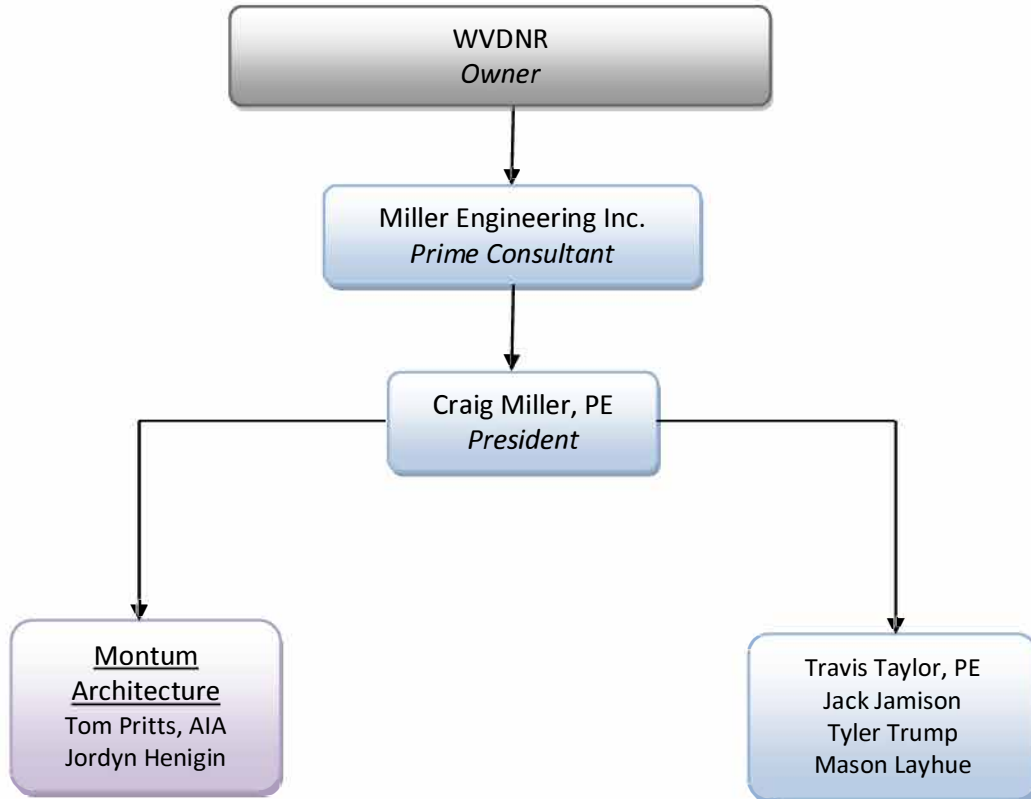 WVDNR
Owner
Miller Engineering Inc.
Prime Consultant
Craig Miller, PE
President
Montum
Architecture
Tom Pritts, AIA
Jordyn Henigin
Travis Taylor, PE
Jack Jamison
Tyler Trump
Mason Layhue